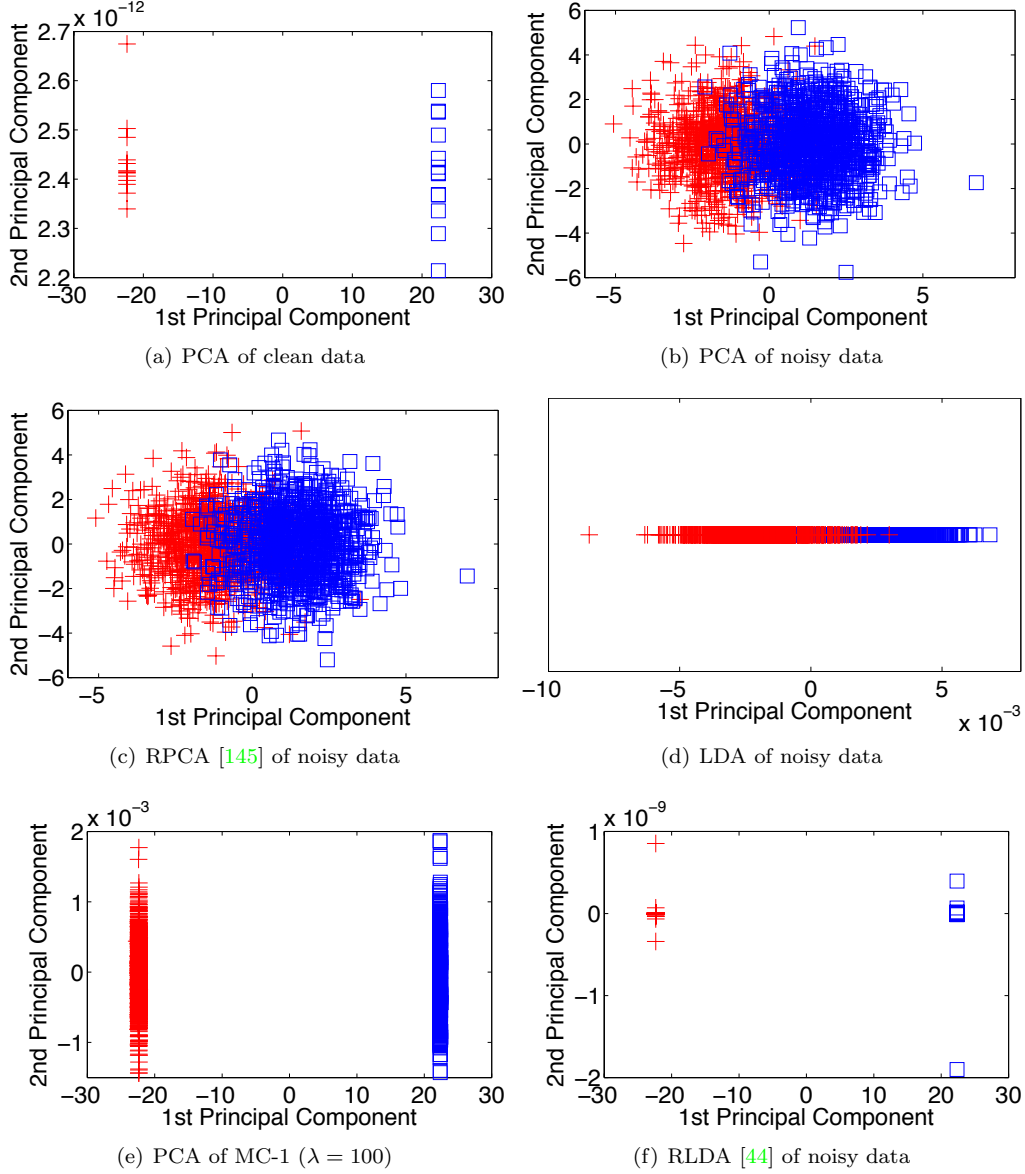 x 10⁻¹²
2.7
2.6
2.5
2.4
2.3
2.2
−30 −20 −10 0 10 20 30
2nd Principal Component
1st Principal Component
(a) PCA of clean data
6
4
2
0
−2
−4
−6
−5 0 5
2nd Principal Component
1st Principal Component
(b) PCA of noisy data
6
4
2
0
−2
−4
−6
−5 0 5
2nd Principal Component
1st Principal Component
(c) RPCA [145] of noisy data
−10 −5 0 5
1st Principal Component
x 10⁻³
(d) LDA of noisy data
x 10⁻³
2
1
0
−1
−30 −20 −10 0 10 20 30
2nd Principal Component
1st Principal Component
(e) PCA of MC-1 (λ = 100)
x 10⁻⁹
1
0
−1
−2
−30 −20 −10 0 10 20 30
2nd Principal Component
1st Principal Component
(f) RLDA [44] of noisy data